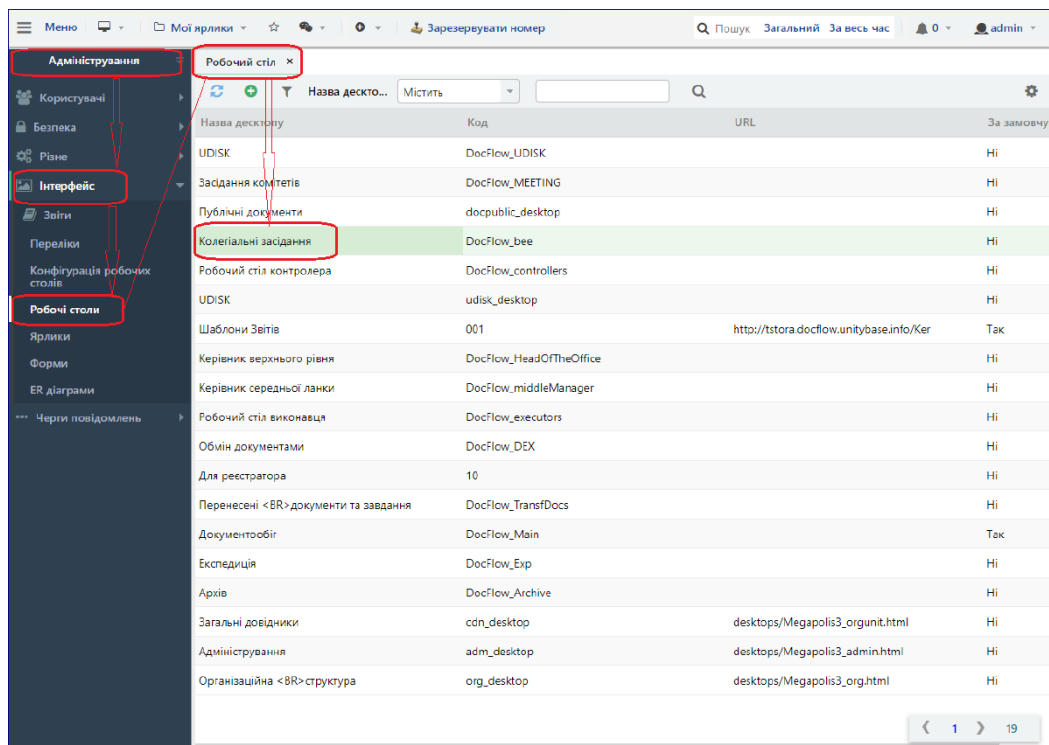 Меню Мої ярлики 0 Зарезервувати номер Пошук Загальний За весь час 0 admin
Адміністрування
Робочий стіл ×
Назва дескто... Містить
Користувачі
Безпека
Різне
Інтерфейс
Звіти
Переліки
Конфігурація робочих
столів
Робочі столи
Ярлики
Форми
ER діаграми
Черги повідомлень
Назва десктопу Код URL За замовчу
UDISK DocFlow_UDISK Ні
Засідання комітетів DocFlow_MEETING Ні
Публічні документи docpublic_desktop Ні
Колегіальні засідання DocFlow_bee Ні
Робочий стіл контролера DocFlow_controllers Ні
UDISK udisk_desktop Ні
Шаблони Звітів 001 http://tstora.docflow.unitybase.info/Ker Так
Керівник верхнього рівня DocFlow_HeadOfTheOffice Ні
Керівник середньої ланки DocFlow_middleManager Ні
Робочий стіл виконавця DocFlow_executors Ні
Обмін документами DocFlow_DEX Ні
Для реєстратора 10 Ні
Перенесені <BR>документи та завдання DocFlow_TransfDocs Ні
Документообіг DocFlow_Main Так
Експедиція DocFlow_Exp Ні
Архів DocFlow_Archive Ні
Загальні довідники cdn_desktop desktops/Megapolis3_orgunit.html Ні
Адміністрування adm_desktop desktops/Megapolis3_admin.html Ні
Організаційна <BR>структура org_desktop desktops/Megapolis3_org.html Ні
1 19